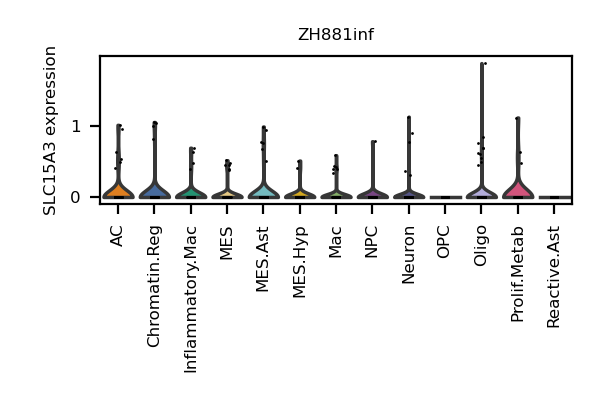 ZH881inf
SLC15A3 expression
1
0
AC
Chromatin.Reg
Inflammatory.Mac
MES
MES.Ast
MES.Hyp
Mac
NPC
Neuron
OPC
Oligo
Prolif.Metab
Reactive.Ast